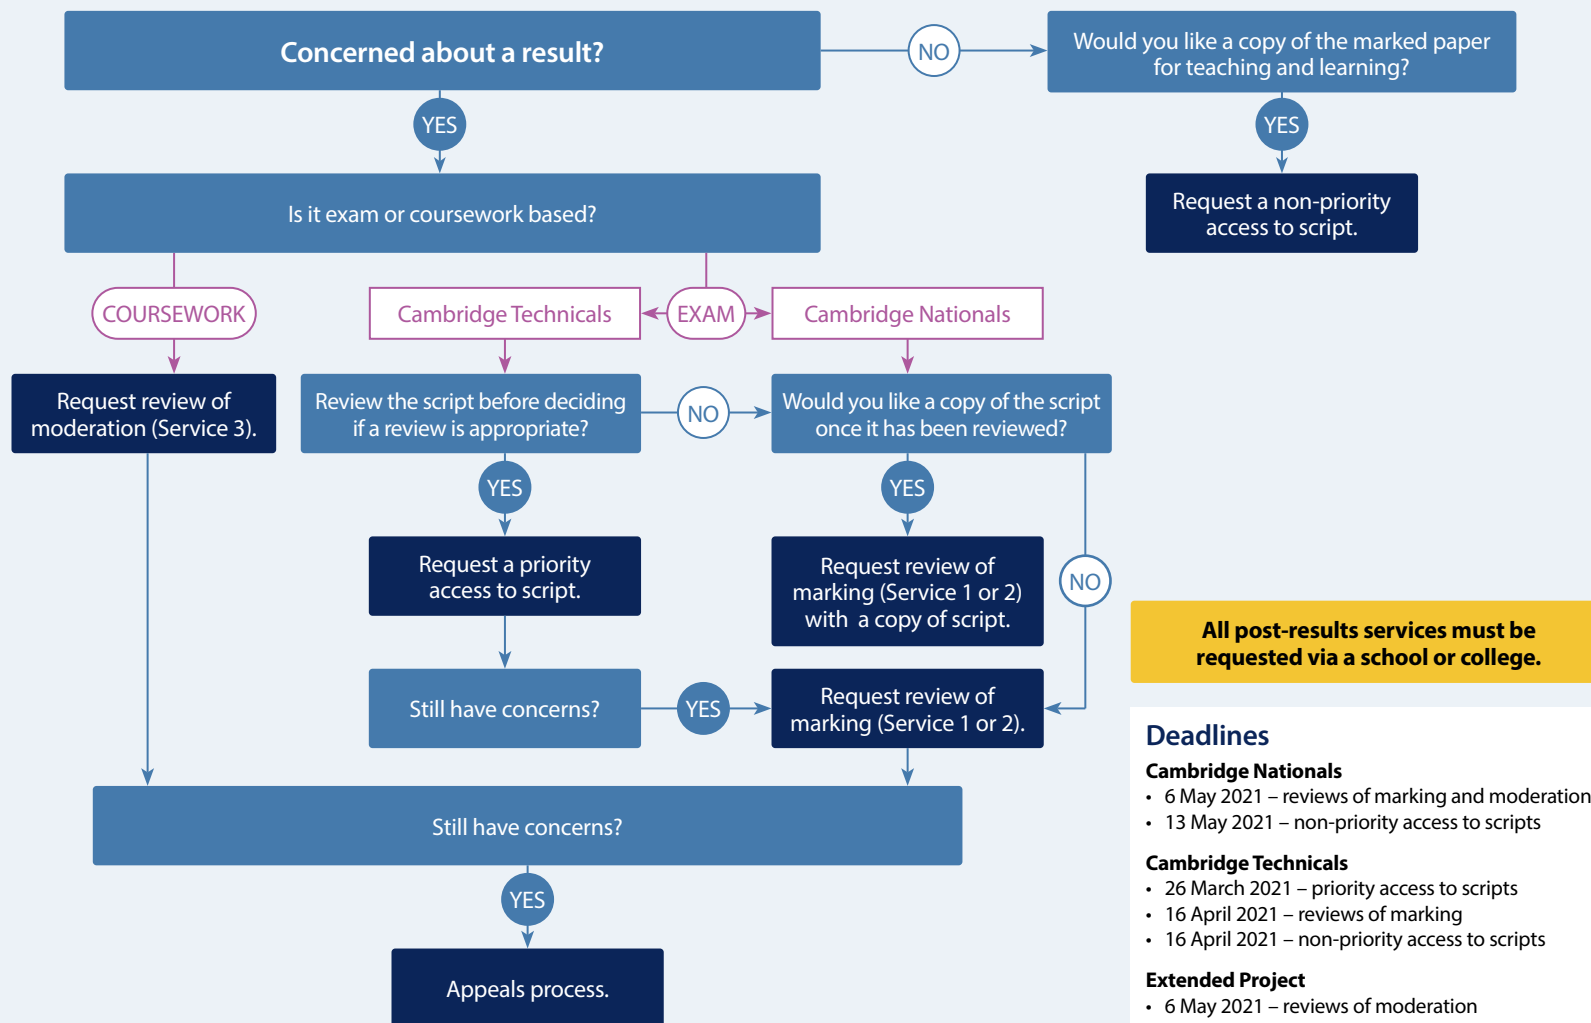 Concerned about a result?
NO
Would you like a copy of the marked paper
for teaching and learning?
YES
YES
Is it exam or coursework based?
Request a non-priority
access to script.
COURSEWORK
Cambridge Technicals
EXAM
Cambridge Nationals
Request review of
moderation (Service 3).
Review the script before deciding
if a review is appropriate?
NO
Would you like a copy of the script
once it has been reviewed?
YES
YES
Request a priority
access to script.
Request review of
marking (Service 1 or 2)
with a copy of script.
NO
All post-results services must be
requested via a school or college.
Still have concerns?
YES
Request review of
marking (Service 1 or 2).
Still have concerns?
YES
Appeals process.
Deadlines
Cambridge Nationals
• 6 May 2021 – reviews of marking and moderation
• 13 May 2021 – non-priority access to scripts
Cambridge Technicals
• 26 March 2021 – priority access to scripts
• 16 April 2021 – reviews of marking
• 16 April 2021 – non-priority access to scripts
Extended Project
• 6 May 2021 – reviews of moderation